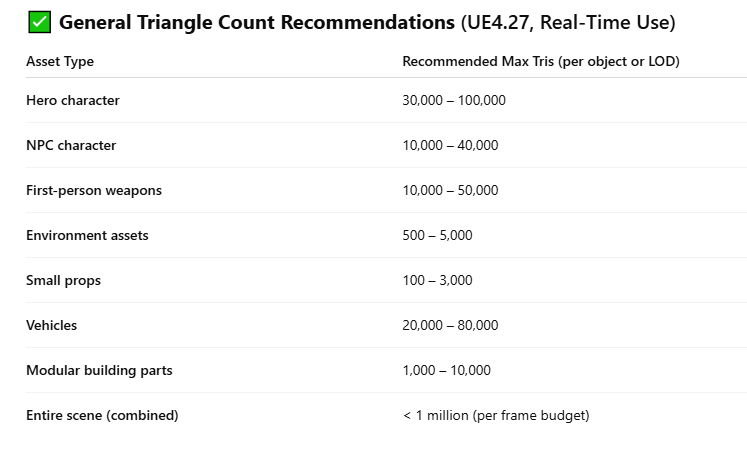 ✅ General Triangle Count Recommendations (UE4.27, Real-Time Use)
Asset Type Recommended Max Tris (per object or LOD)
Hero character 30,000 – 100,000
NPC character 10,000 – 40,000
First-person weapons 10,000 – 50,000
Environment assets 500 – 5,000
Small props 100 – 3,000
Vehicles 20,000 – 80,000
Modular building parts 1,000 – 10,000
Entire scene (combined) < 1 million (per frame budget)